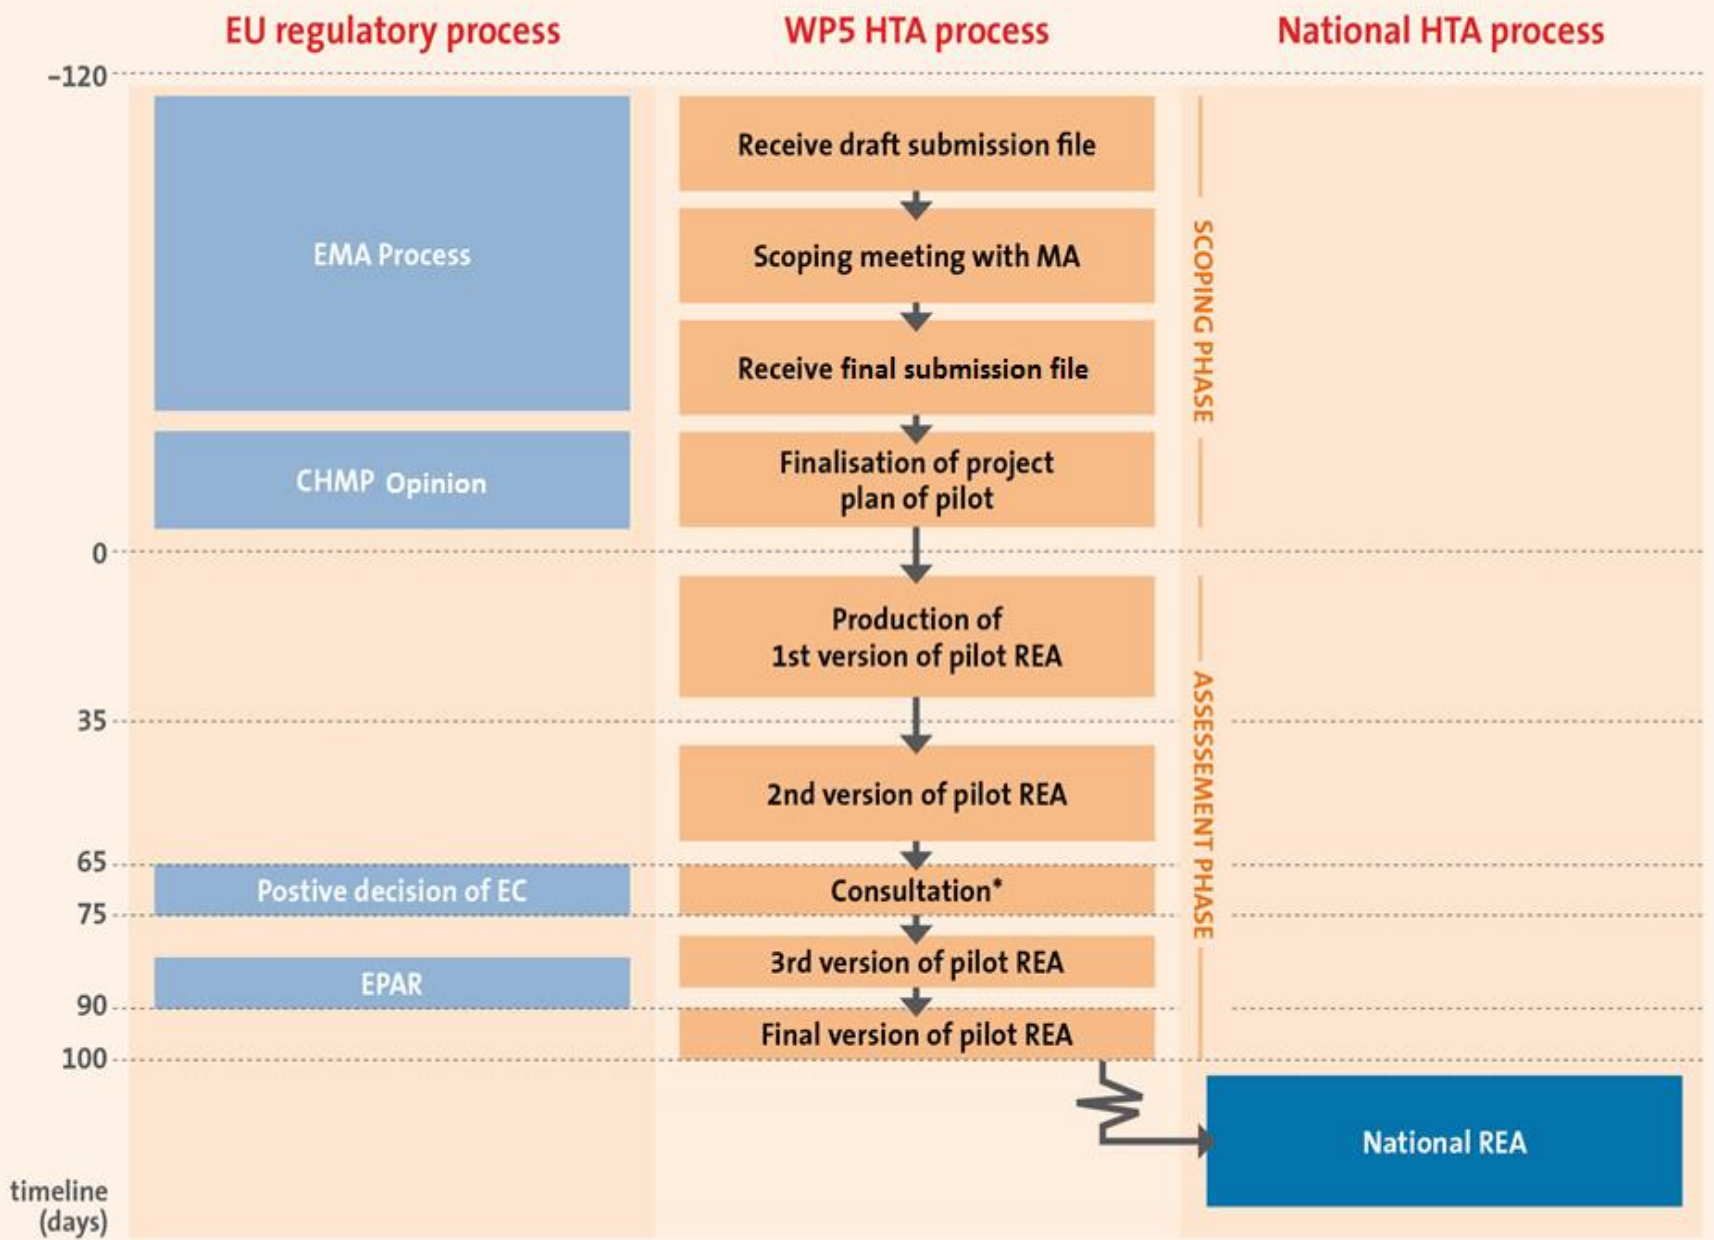 EU regulatory process
WP5 HTA process
National HTA process
–120
Receive draft submission file
EMA Process
Scoping meeting with MA
SCOPING PHASE
Receive final submission file
CHMP Opinion
Finalisation of project
plan of pilot
0
Production of
1st version of pilot REA
35
ASSESSEMENT PHASE
2nd version of pilot REA
65
Postive decision of EC
Consultation*
75
3rd version of pilot REA
EPAR
90
Final version of pilot REA
100
National REA
timeline
(days)